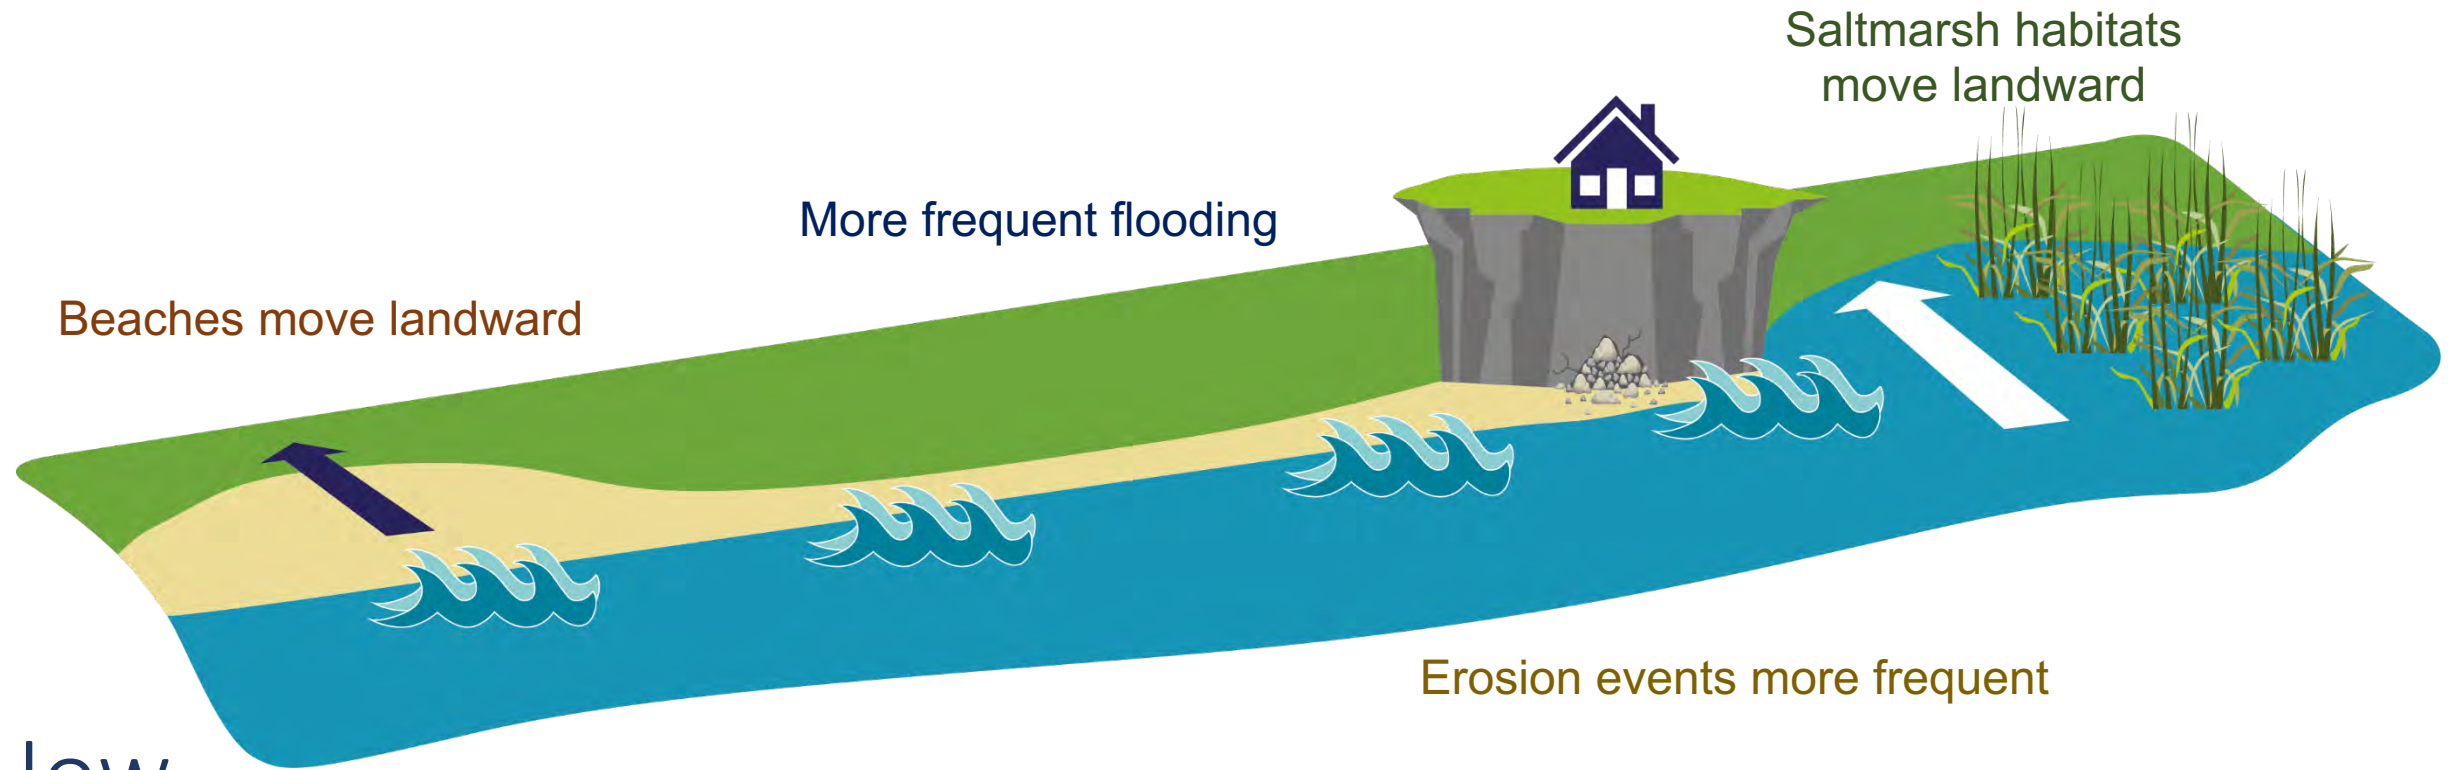 Saltmarsh habitats
move landward
More frequent flooding
Beaches move landward
Erosion events more frequent